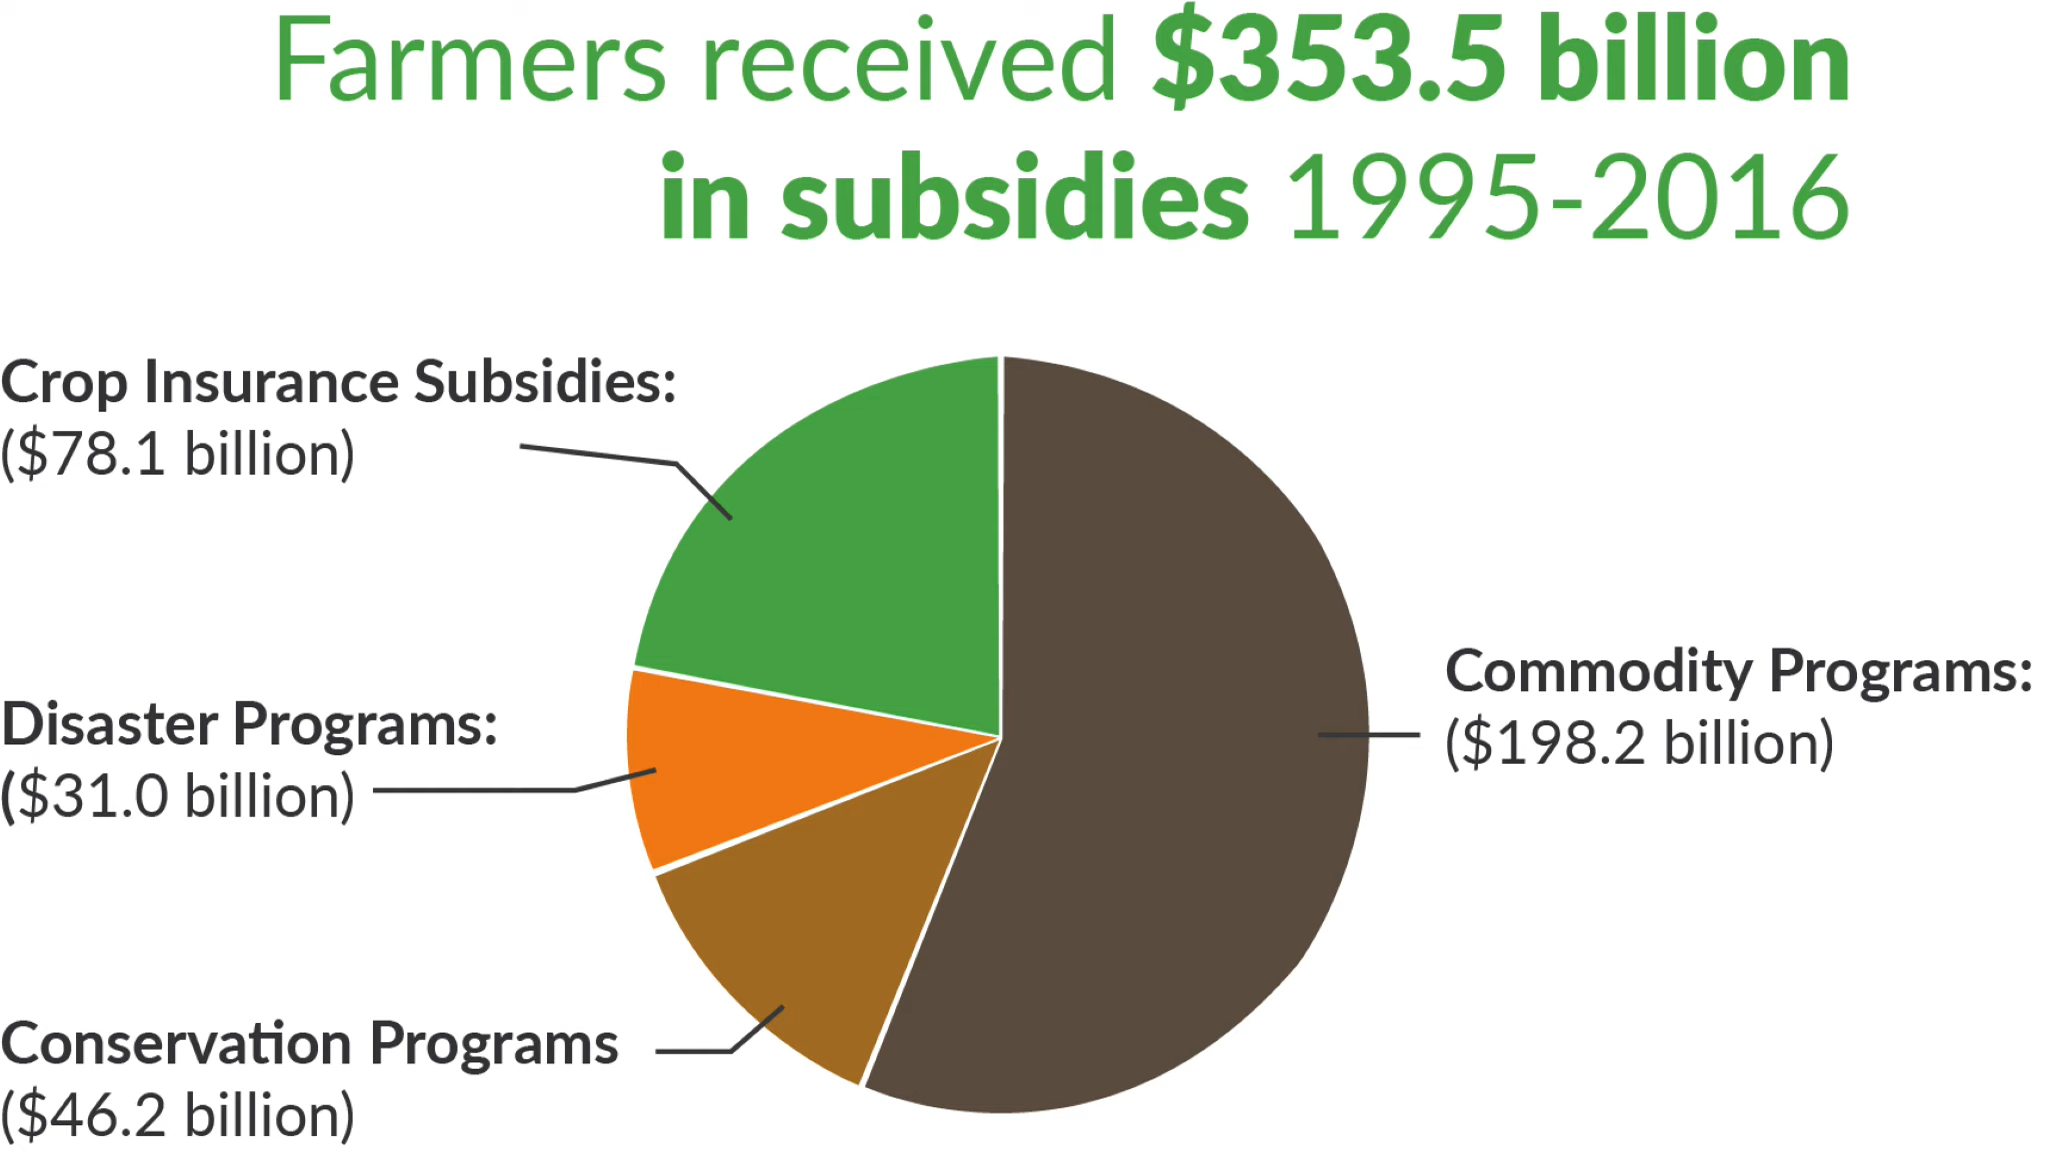 Farmers received $353.5 billion
in subsidies 1995-2016
Crop Insurance Subsidies:
($78.1 billion)
Commodity Programs:
($198.2 billion)
Disaster Programs:
($31.0 billion)
Conservation Programs
($46.2 billion)